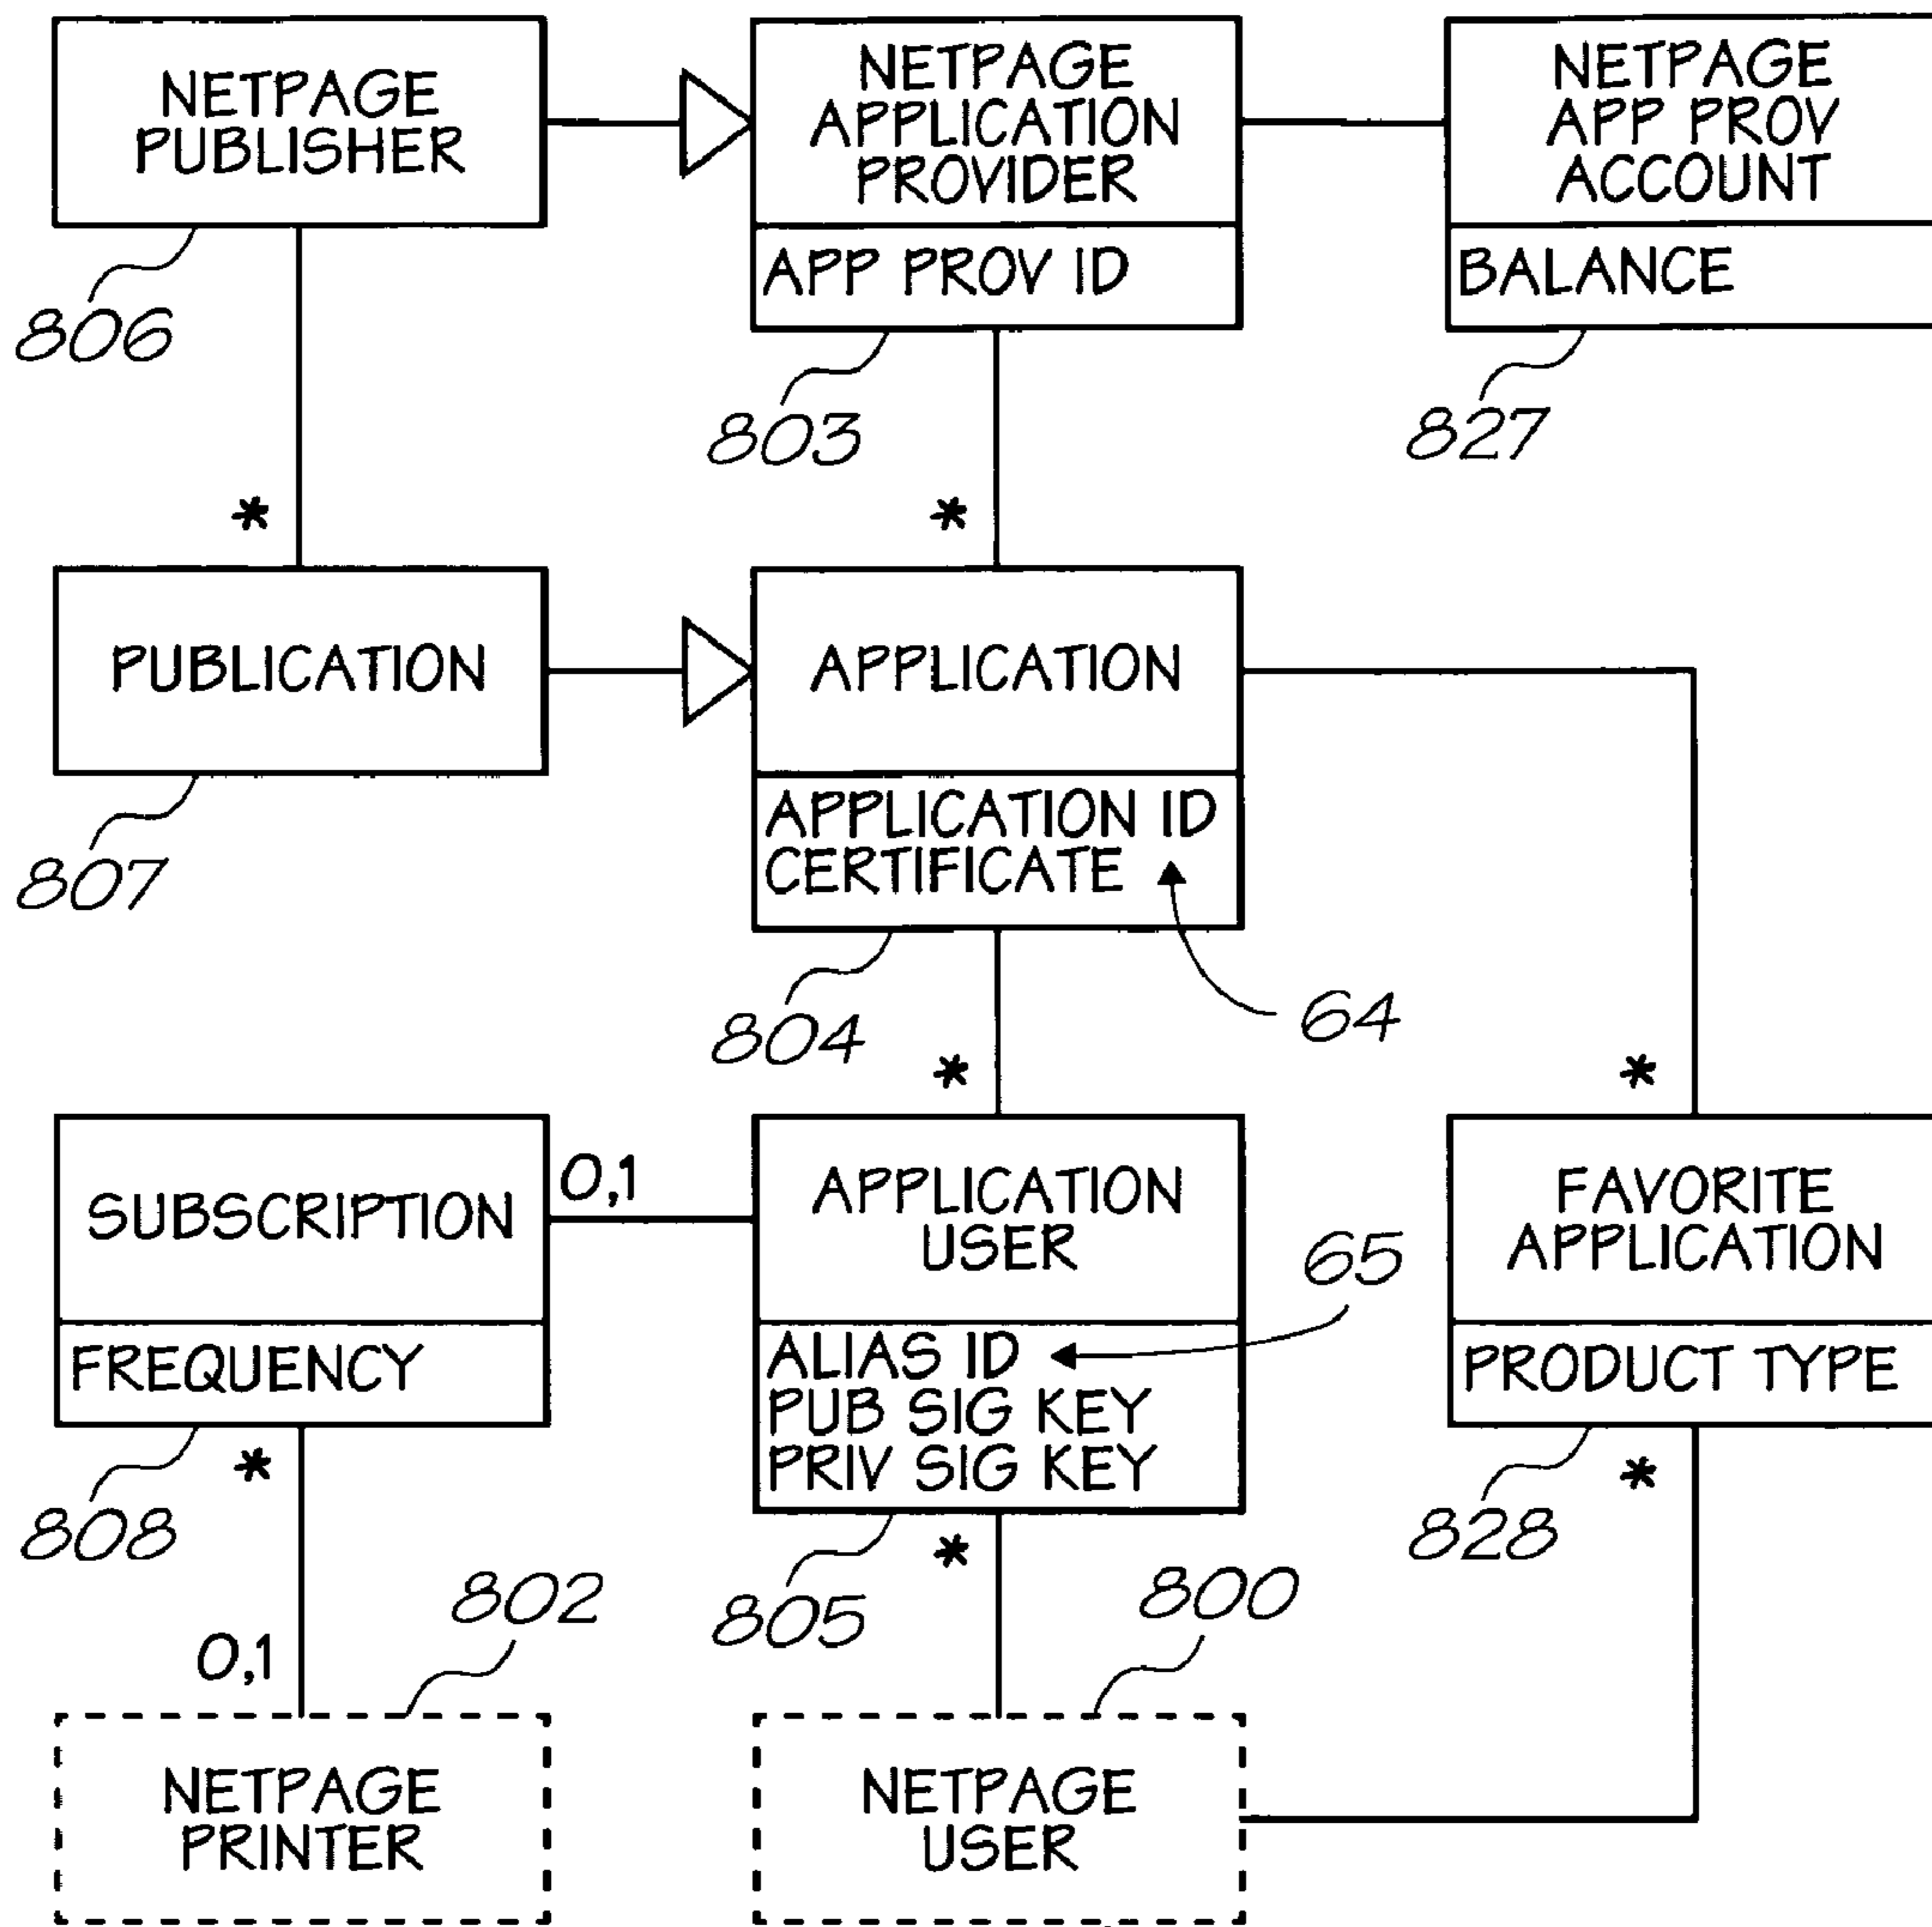 NETPAGE
PUBLISHER
NETPAGE
APPLICATION
PROVIDER
APP PROV ID
NETPAGE
APP PROV
ACCOUNT
BALANCE
806
803
827
*
*
PUBLICATION
APPLICATION
APPLICATION ID
CERTIFICATE
807
804
64
*
*
SUBSCRIPTION
FREQUENCY
0,1
APPLICATION
USER
ALIAS ID
PUB SIG KEY
PRIV SIG KEY
65
FAVORITE
APPLICATION
PRODUCT TYPE
808
*
805
*
828
*
802
800
0,1
NETPAGE
PRINTER
NETPAGE
USER